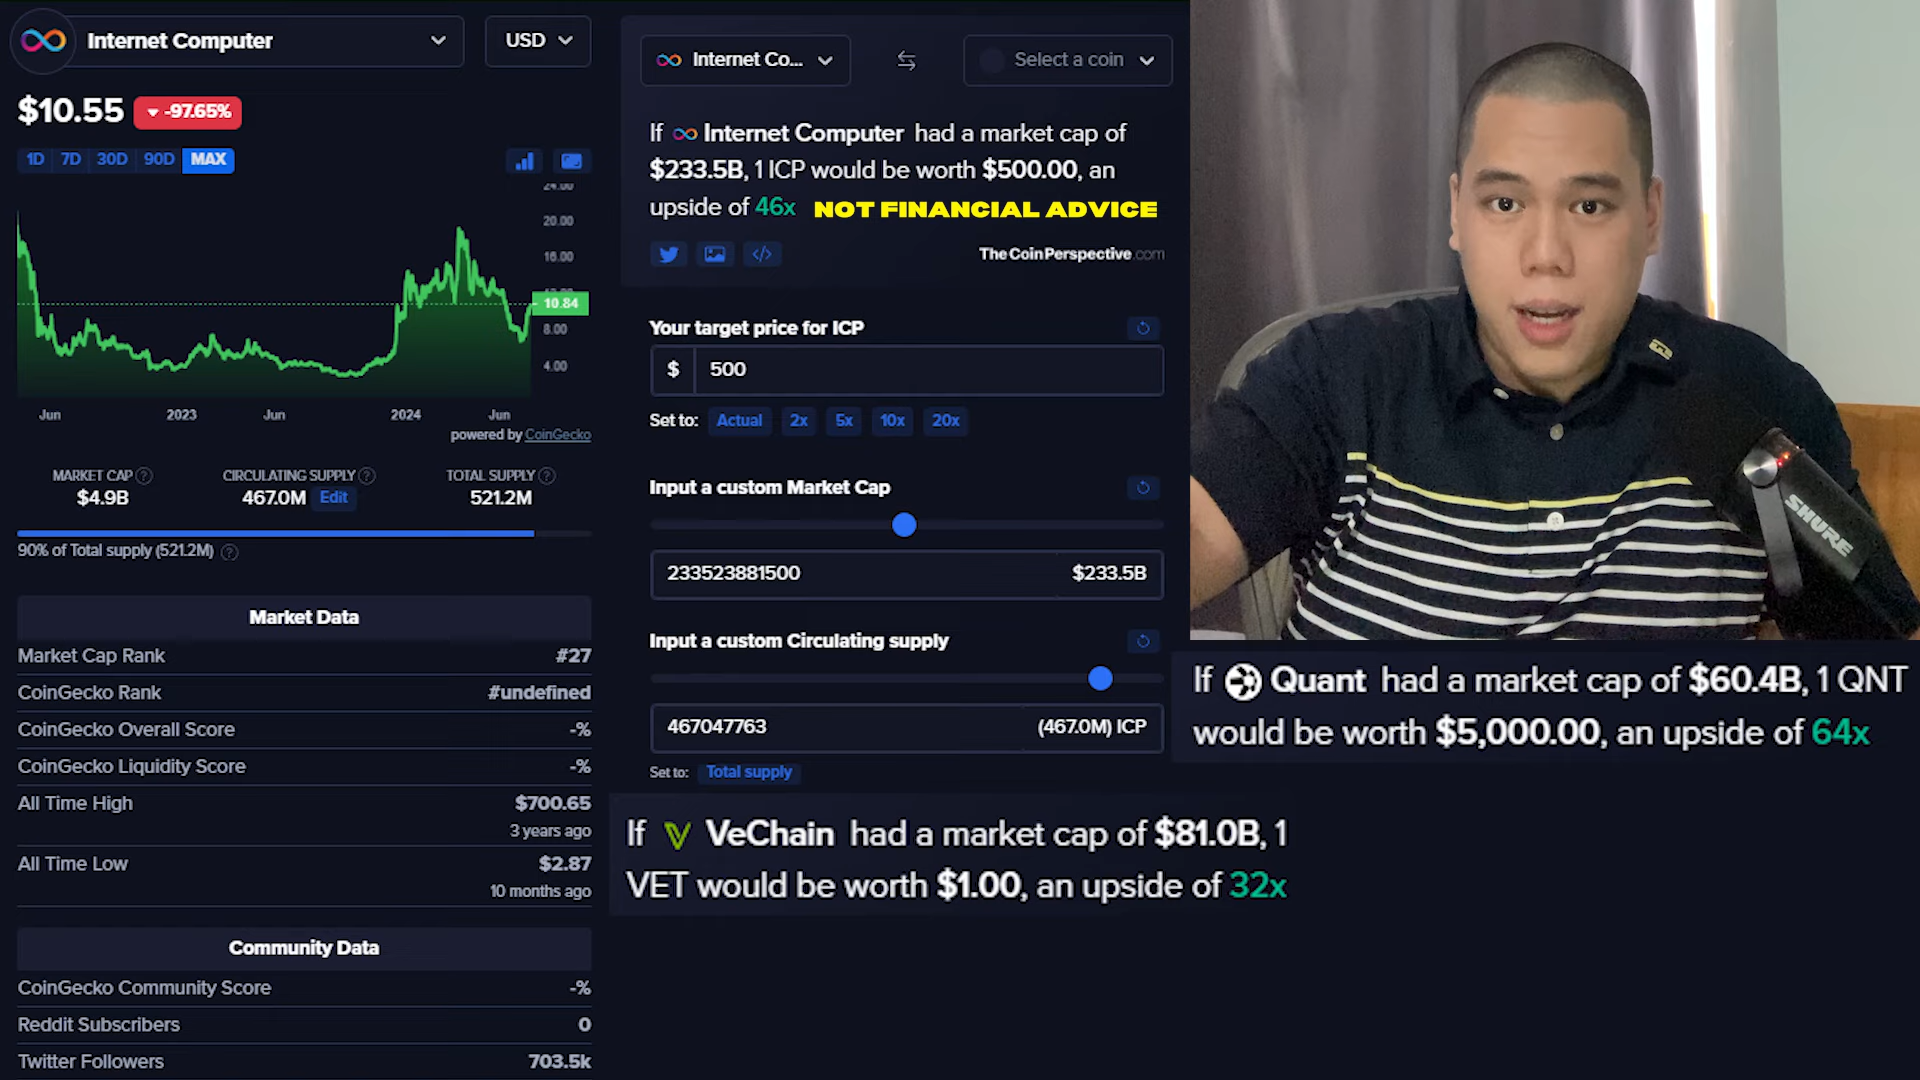 Internet Computer
USD
$10.55
-97.65%
1D 7D 30D 90D MAX
24.00
20.00
16.00
10.84
8.00
4.00
Jun 2023 Jun 2024 Jun
powered by CoinGecko
MARKET CAP ?
$4.9B
CIRCULATING SUPPLY ?
467.0M Edit
TOTAL SUPPLY ?
521.2M
90% of Total supply (521.2M) ?
Market Data
Market Cap Rank #27
CoinGecko Rank #undefined
CoinGecko Overall Score -%
CoinGecko Liquidity Score -%
All Time High $700.65
3 years ago
All Time Low $2.87
10 months ago
Community Data
CoinGecko Community Score -%
Reddit Subscribers 0
Twitter Followers 703.5k
Internet Co...
Select a coin
If Internet Computer had a market cap of
$233.5B, 1 ICP would be worth $500.00, an
upside of 46x NOT FINANCIAL ADVICE
</>
TheCoinPerspective.com
Your target price for ICP
$ 500
Set to: Actual 2x 5x 10x 20x
Input a custom Market Cap
233523881500 $233.5B
Input a custom Circulating supply
467047763 (467.0M) ICP
Set to: Total supply
If VeChain had a market cap of $81.0B, 1
VET would be worth $1.00, an upside of 32x
SHURE
If Quant had a market cap of $60.4B, 1 QNT
would be worth $5,000.00, an upside of 64x